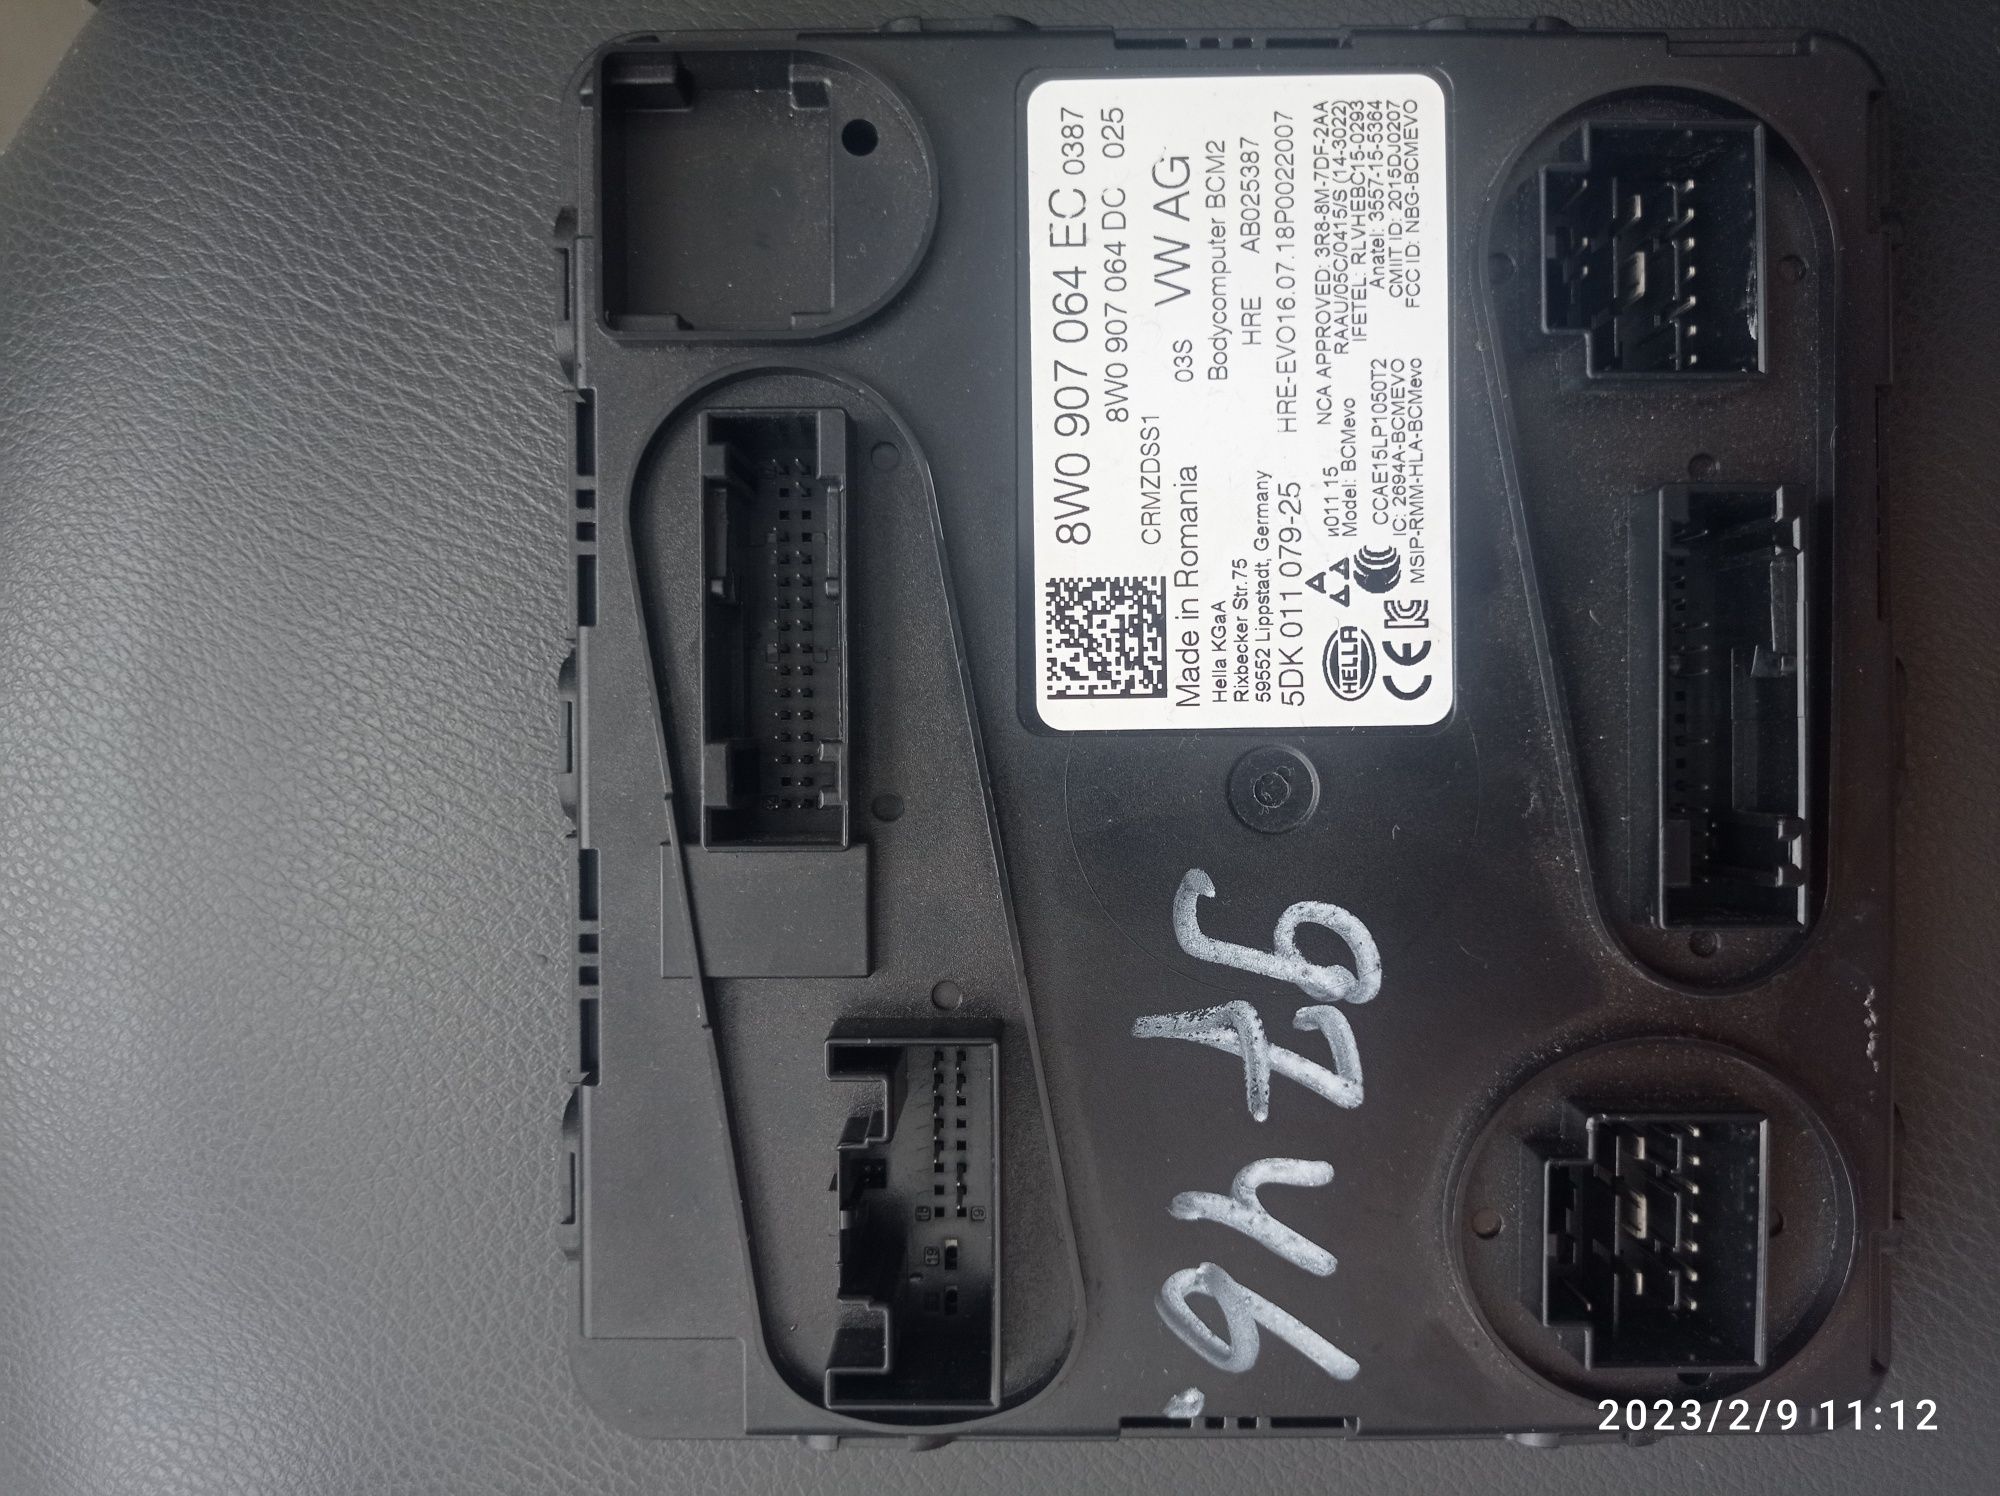 8W0 907 064 EC 0387
8W0 907 064 DC 025
CRMZDSS1
03S VW AG
Made in Romania
Bodycomputer BCM2
Hella KGaA
Rixbecker Str.75
59552 Lippstadt, Germany
HRE AB025387
5DK 011 079-25 HRE-EVO16.07.18P0022007
HELLA
И011 15
Model: BCMevo
NCA APPROVED: 3R8-8M-7DF-2AA
RAAU/05C/0415/S (14-3022)
IFETEL: RLVHEBC15-0293
CCAE15LP1050T2
Anatel: 3557-15-5364
IC: 2694A-BCMEVO
CMIIT ID: 2015DJ0207
MSIP-RMM-HLA-BCMevo
FCC ID: NBG-BCMEVO
CE
19
2023/2/9 11:12